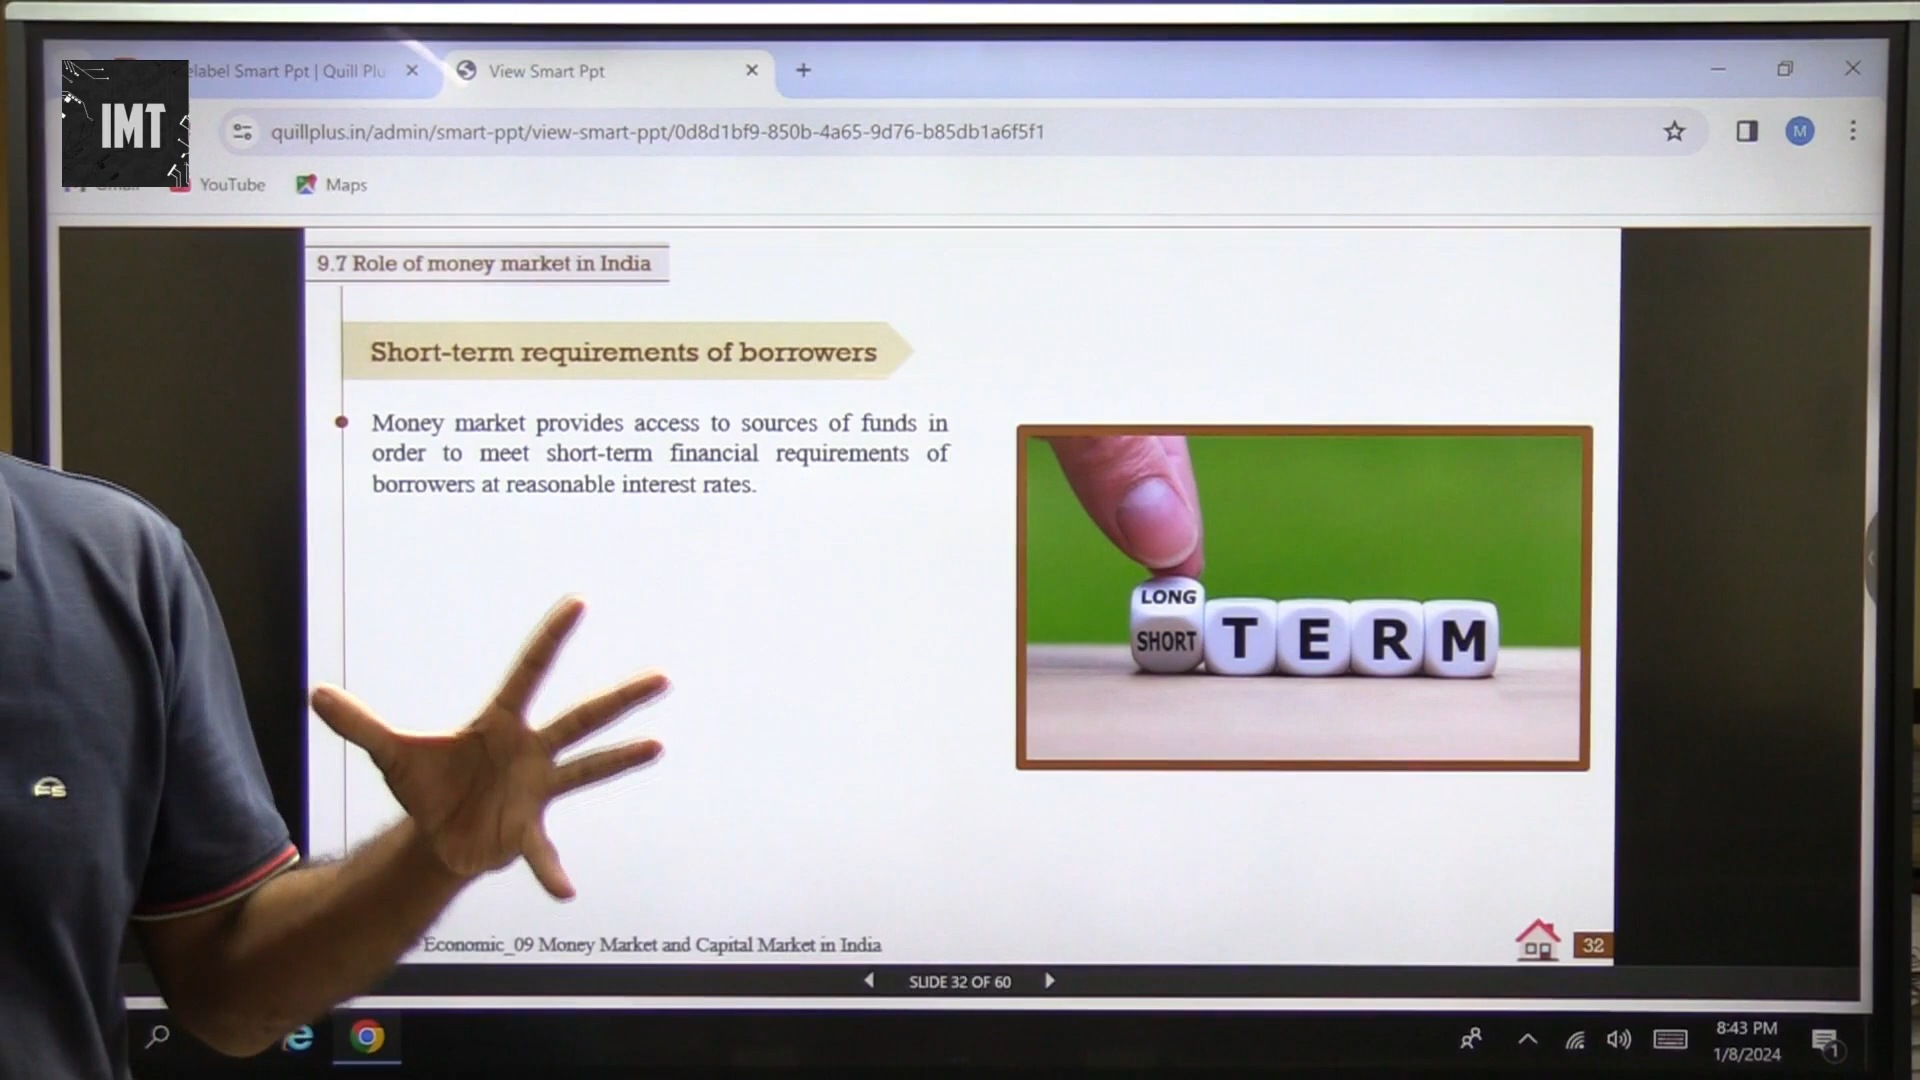 elabel Smart Ppt | Quill Plu
View Smart Ppt
IMT
quillplus.in/admin/smart-ppt/view-smart-ppt/0d8d1bf9-850b-4a65-9d76-b85db1a6f5f1
M
YouTube
Maps
9.7 Role of money market in India
Short-term requirements of borrowers
Money market provides access to sources of funds in
order to meet short-term financial requirements of
borrowers at reasonable interest rates.
LONG
SHORT TERM
FS
Economic_09 Money Market and Capital Market in India
32
SLIDE 32 OF 60
8:43 PM
1/8/2024
1